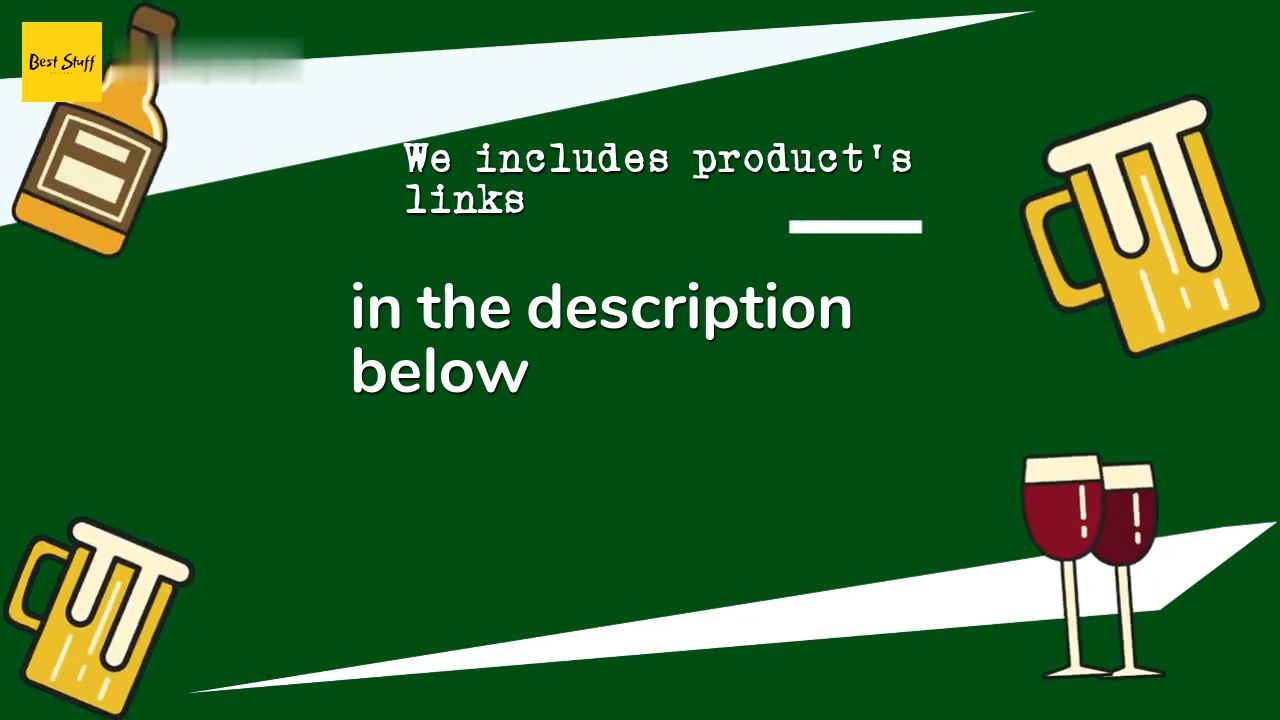 Best Stuff
We includes product's
links
in the description
below